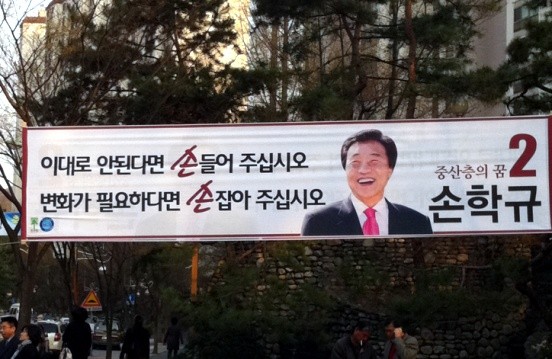 이대로 안된다면 손들어 주십시오
변화가 필요하다면 손잡아 주십시오
중산층의 꿈
손학규
2